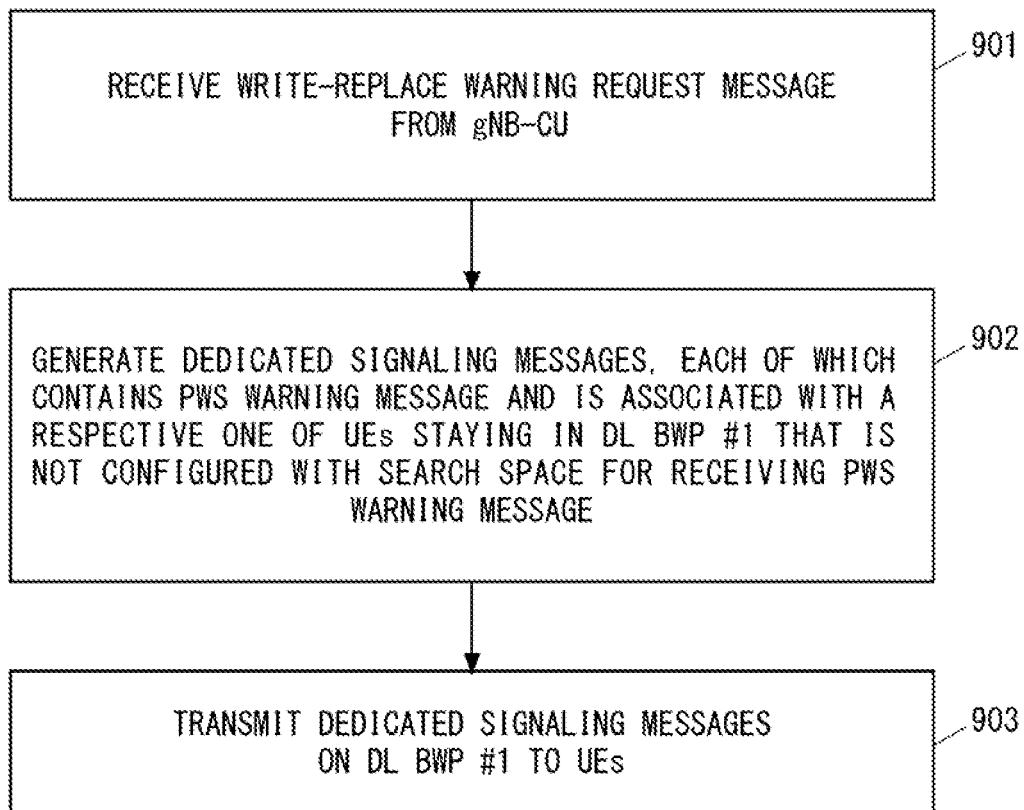 RECEIVE WRITE-REPLACE WARNING REQUEST MESSAGE
FROM gNB-CU
901
GENERATE DEDICATED SIGNALING MESSAGES, EACH OF WHICH
CONTAINS PWS WARNING MESSAGE AND IS ASSOCIATED WITH A
RESPECTIVE ONE OF UEs STAYING IN DL BWP #1 THAT IS
NOT CONFIGURED WITH SEARCH SPACE FOR RECEIVING PWS
WARNING MESSAGE
902
TRANSMIT DEDICATED SIGNALING MESSAGES
ON DL BWP #1 TO UEs
903